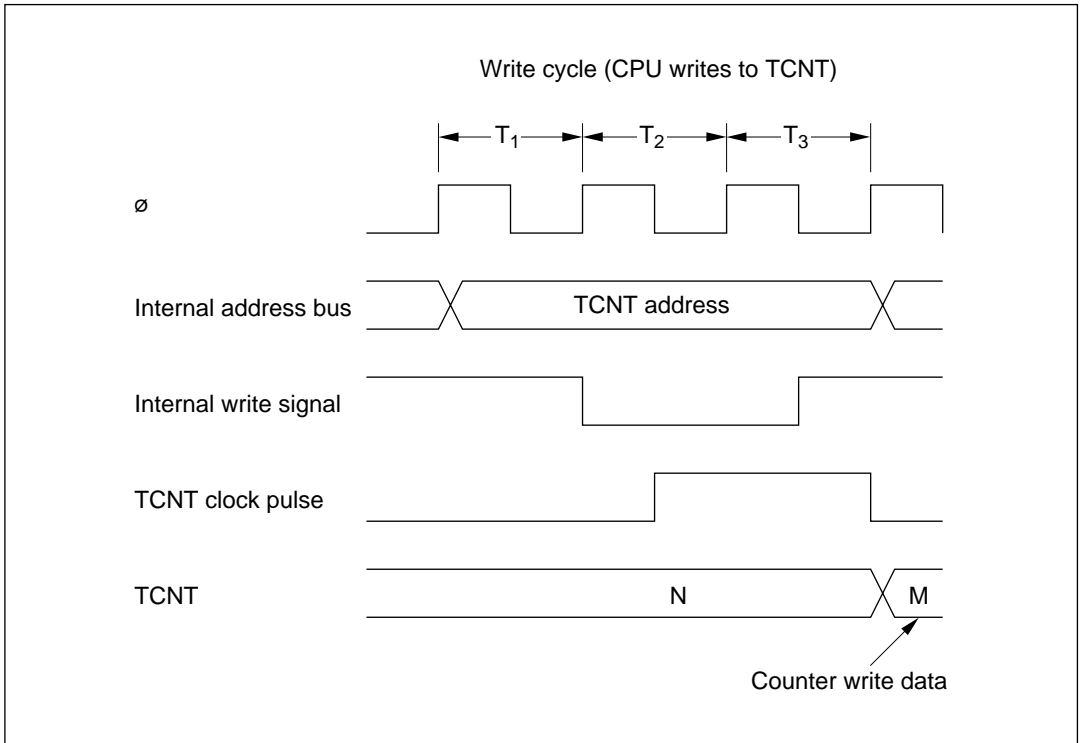 Write cycle (CPU writes to TCNT)
T1 T2 T3
ø
Internal address bus TCNT address
Internal write signal
TCNT clock pulse
TCNT N M
Counter write data